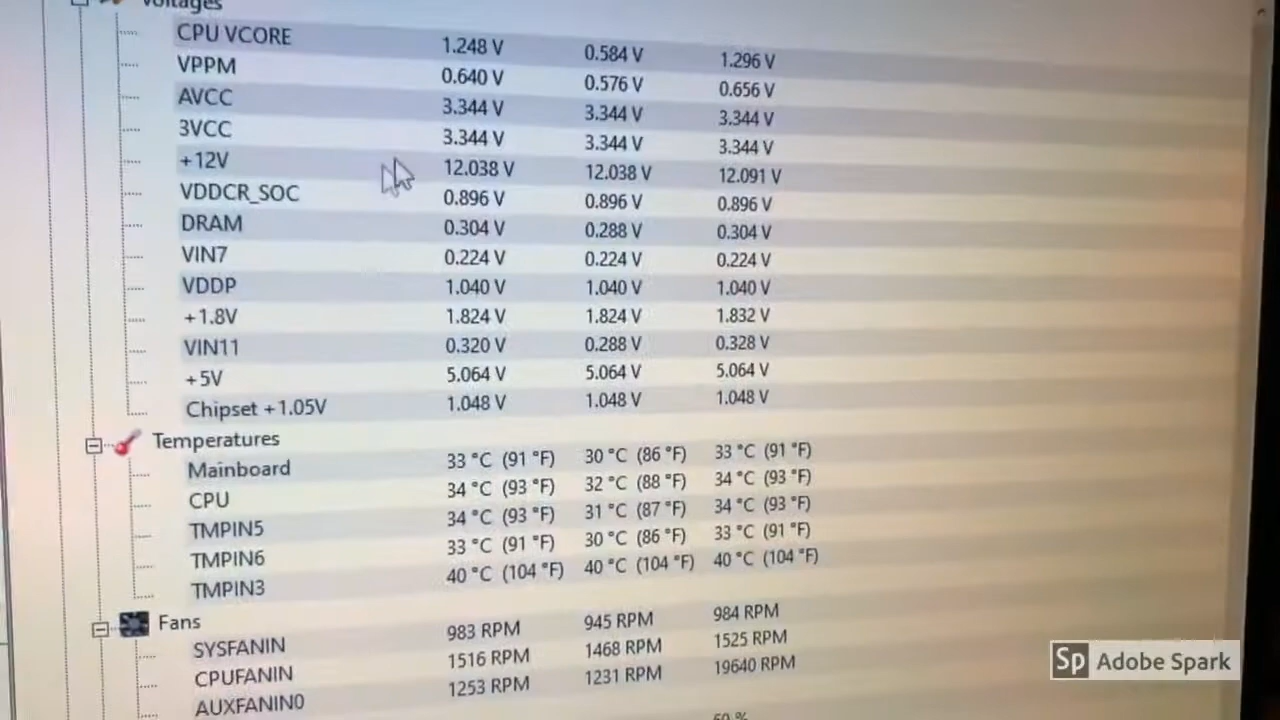 Voltages
CPU VCORE 1.248 V 0.584 V 1.296 V
VPPM 0.640 V 0.576 V 0.656 V
AVCC 3.344 V 3.344 V 3.344 V
3VCC 3.344 V 3.344 V 3.344 V
+12V 12.038 V 12.038 V 12.091 V
VDDCR_SOC 0.896 V 0.896 V 0.896 V
DRAM 0.304 V 0.288 V 0.304 V
VIN7 0.224 V 0.224 V 0.224 V
VDDP 1.040 V 1.040 V 1.040 V
+1.8V 1.824 V 1.824 V 1.832 V
VIN11 0.320 V 0.288 V 0.328 V
+5V 5.064 V 5.064 V 5.064 V
Chipset +1.05V 1.048 V 1.048 V 1.048 V
Temperatures
Mainboard 33 °C (91 °F) 30 °C (86 °F) 33 °C (91 °F)
CPU 34 °C (93 °F) 32 °C (88 °F) 34 °C (93 °F)
TMPIN5 34 °C (93 °F) 31 °C (87 °F) 34 °C (93 °F)
TMPIN6 33 °C (91 °F) 30 °C (86 °F) 33 °C (91 °F)
TMPIN3 40 °C (104 °F) 40 °C (104 °F) 40 °C (104 °F)
Fans
SYSFANIN 983 RPM 945 RPM 984 RPM
CPUFANIN 1516 RPM 1468 RPM 1525 RPM
AUXFANIN0 1253 RPM 1231 RPM 19640 RPM
Sp Adobe Spark